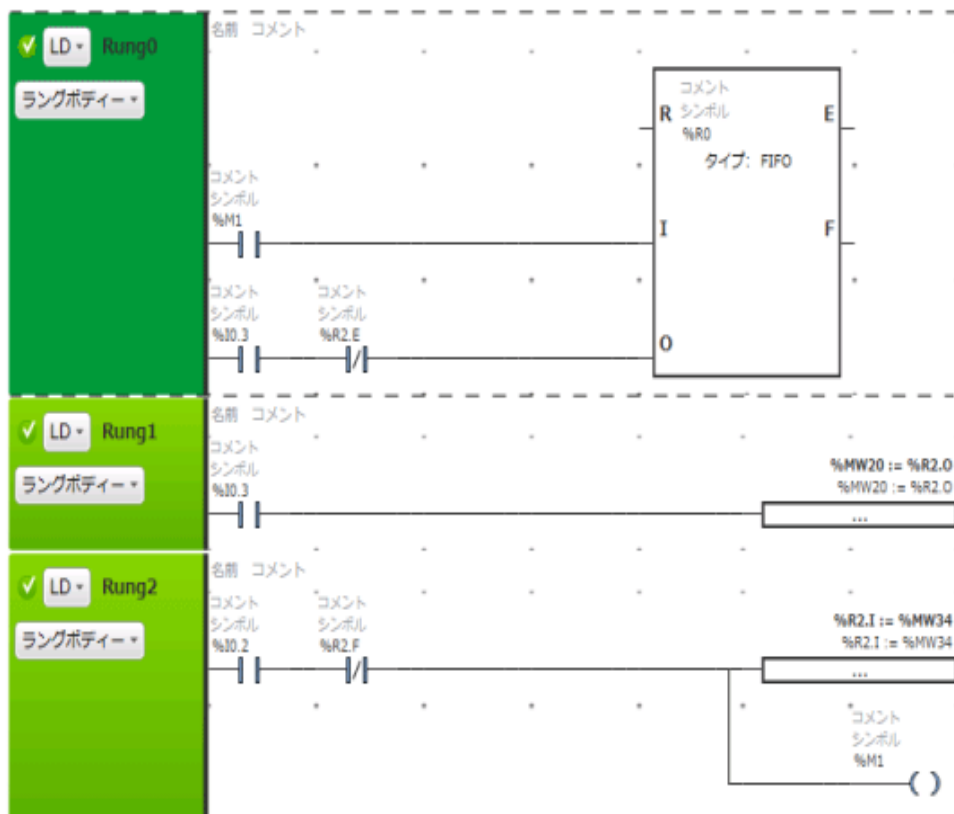 名前 コメント
LD Rung0
ラングボディー
コメント
シンボル
%R0
タイプ: FIFO
R
E
I
F
O
コメント
シンボル
%M1
コメント
シンボル
%I0.3
コメント
シンボル
%R2.E
名前 コメント
LD Rung1
ラングボディー
コメント
シンボル
%I0.3
%MW20 := %R2.O
%MW20 := %R2.O
...
名前 コメント
LD Rung2
ラングボディー
コメント
シンボル
%I0.2
コメント
シンボル
%R2.F
%R2.I := %MW34
%R2.I := %MW34
...
コメント
シンボル
%M1